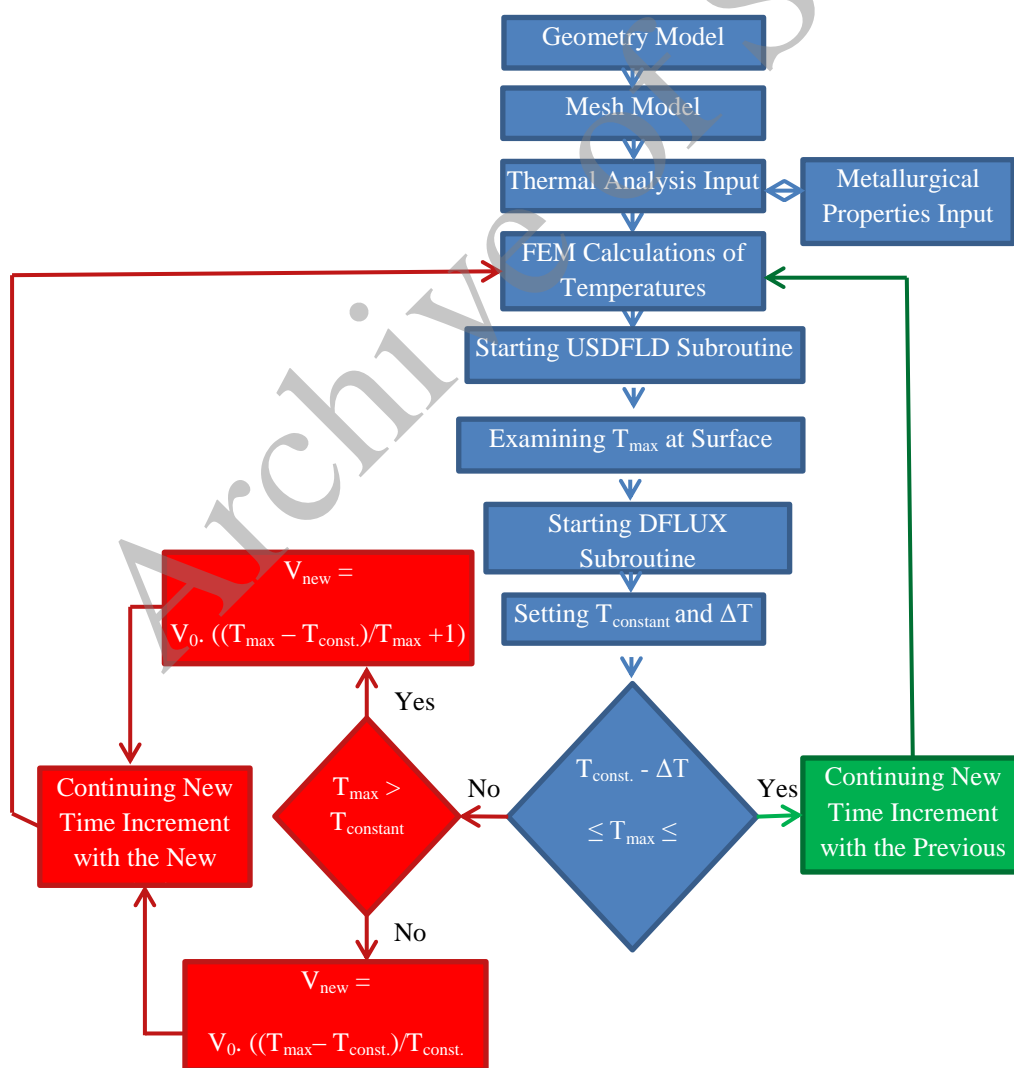 Geometry Model
Mesh Model
Thermal Analysis Input
Metallurgical
Properties Input
FEM Calculations of
Temperatures
Starting USDFLD Subroutine
Examining Tmax at Surface
Starting DFLUX
Subroutine
Setting Tconstant and ΔT
Tconst. - ΔT
≤ Tmax ≤
Yes
Continuing New
Time Increment
with the Previous
No
Tmax >
Tconstant
Yes
Vnew =
V0. ((Tmax – Tconst.)/Tmax +1)
No
Vnew =
V0. ((Tmax– Tconst.)/Tconst.
Continuing New
Time Increment
with the New
Archive of S